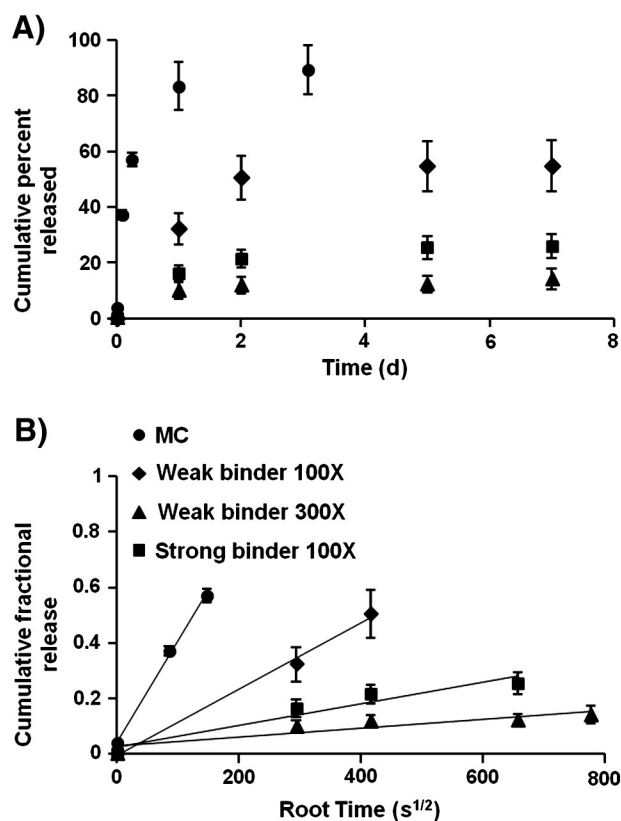 A)
Cumulative percent
released
100
80
60
40
20
0
0 2 4 6 8
Time (d)
B)
MC
Weak binder 100X
Weak binder 300X
Strong binder 100X
Cumulative fractional
release
1
0.8
0.6
0.4
0.2
0
0 200 400 600 800
Root Time (s^1/2)